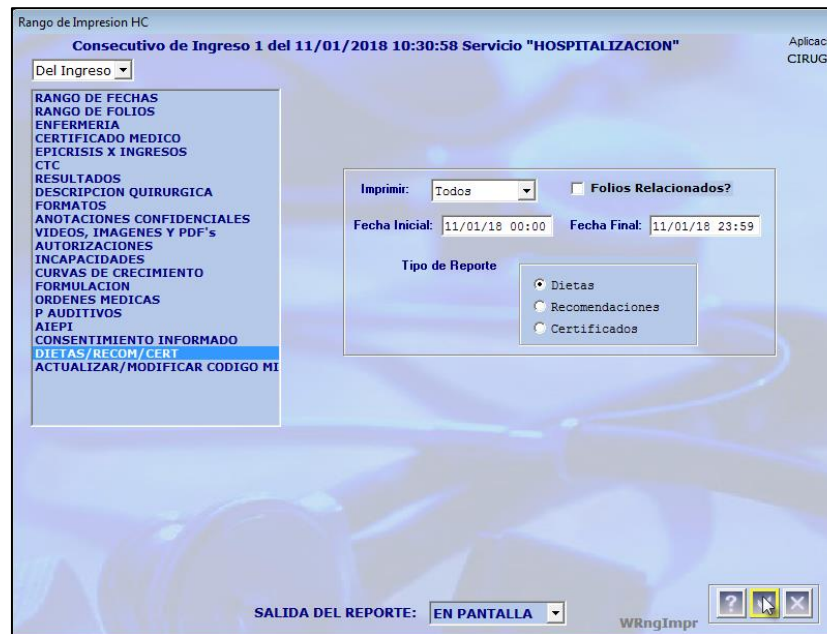 Rango de Impresion HC
Consecutivo de Ingreso 1 del 11/01/2018 10:30:58 Servicio "HOSPITALIZACION"
Aplicac
CIRUG
Del Ingreso
RANGO DE FECHAS
RANGO DE FOLIOS
ENFERMERIA
CERTIFICADO MEDICO
EPICRISIS X INGRESOS
CTC
RESULTADOS
DESCRIPCION QUIRURGICA
FORMATOS
ANOTACIONES CONFIDENCIALES
VIDEOS, IMAGENES Y PDF's
AUTORIZACIONES
INCAPACIDADES
CURVAS DE CRECIMIENTO
FORMULACION
ORDENES MEDICAS
P AUDITIVOS
AIEPI
CONSENTIMIENTO INFORMADO
DIETAS/RECOM/CERT
ACTUALIZAR/MODIFICAR CODIGO MI
Imprimir: Todos Folios Relacionados?
Fecha Inicial: 11/01/18 00:00 Fecha Final: 11/01/18 23:59
Tipo de Reporte
Dietas
Recomendaciones
Certificados
SALIDA DEL REPORTE: EN PANTALLA
WRngImpr
?